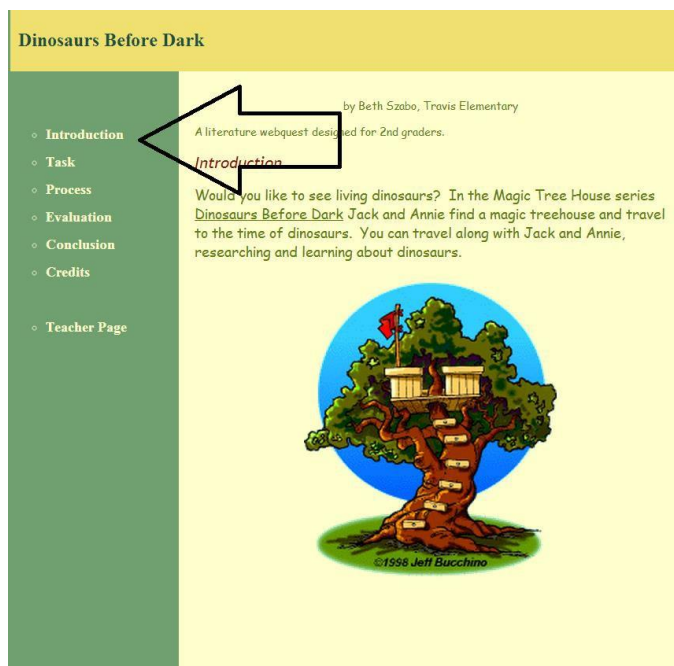 Dinosaurs Before Dark
Introduction
Task
Process
Evaluation
Conclusion
Credits
Teacher Page
by Beth Szabo, Travis Elementary
A literature webquest designed for 2nd graders.
Introduction
Would you like to see living dinosaurs?  In the Magic Tree House series
Dinosaurs Before Dark Jack and Annie find a magic treehouse and travel
to the time of dinosaurs.  You can travel along with Jack and Annie,
researching and learning about dinosaurs.
©1998 Jeff Bucchino